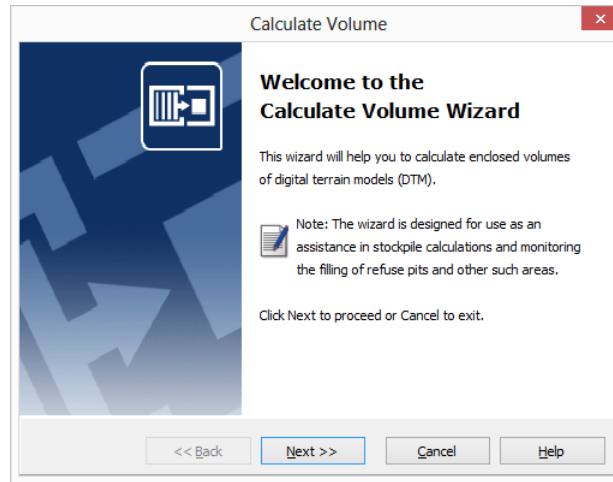 Calculate Volume
Welcome to the
Calculate Volume Wizard
This wizard will help you to calculate enclosed volumes
of digital terrain models (DTM).
Note: The wizard is designed for use as an
assistance in stockpile calculations and monitoring
the filling of refuse pits and other such areas.
Click Next to proceed or Cancel to exit.
<< Back Next >> Cancel Help